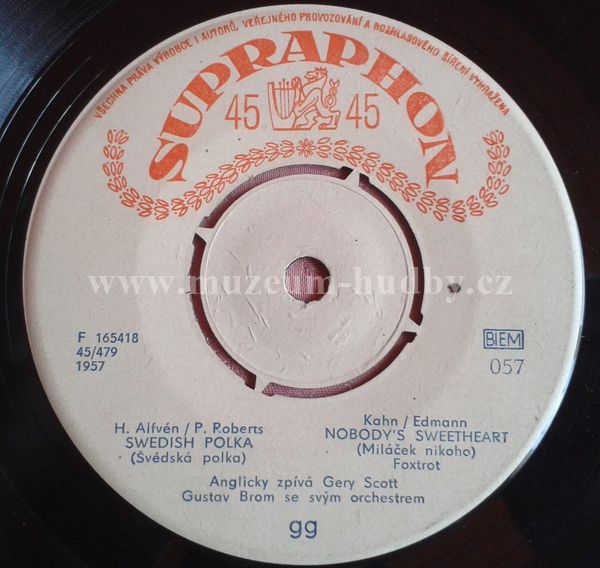 VŠECHNA PRÁVA VÝROBCE I AUTORŮ, VEŘEJNÉHO PROVOZOVÁNÍ A ROZHLASOVÉHO ŠÍŘENÍ VYHRAŽENA
SUPRAPHON
45 45
www.muzeum-hudby.cz
F 165418
45/479
1957
BIEM
057
H. Alfvén / P. Roberts
SWEDISH POLKA
(Švédská polka)
Kahn / Edmann
NOBODY'S SWEETHEART
(Miláček nikoho)
Foxtrot
Anglicky zpívá Gery Scott
Gustav Brom se svým orchestrem
gg